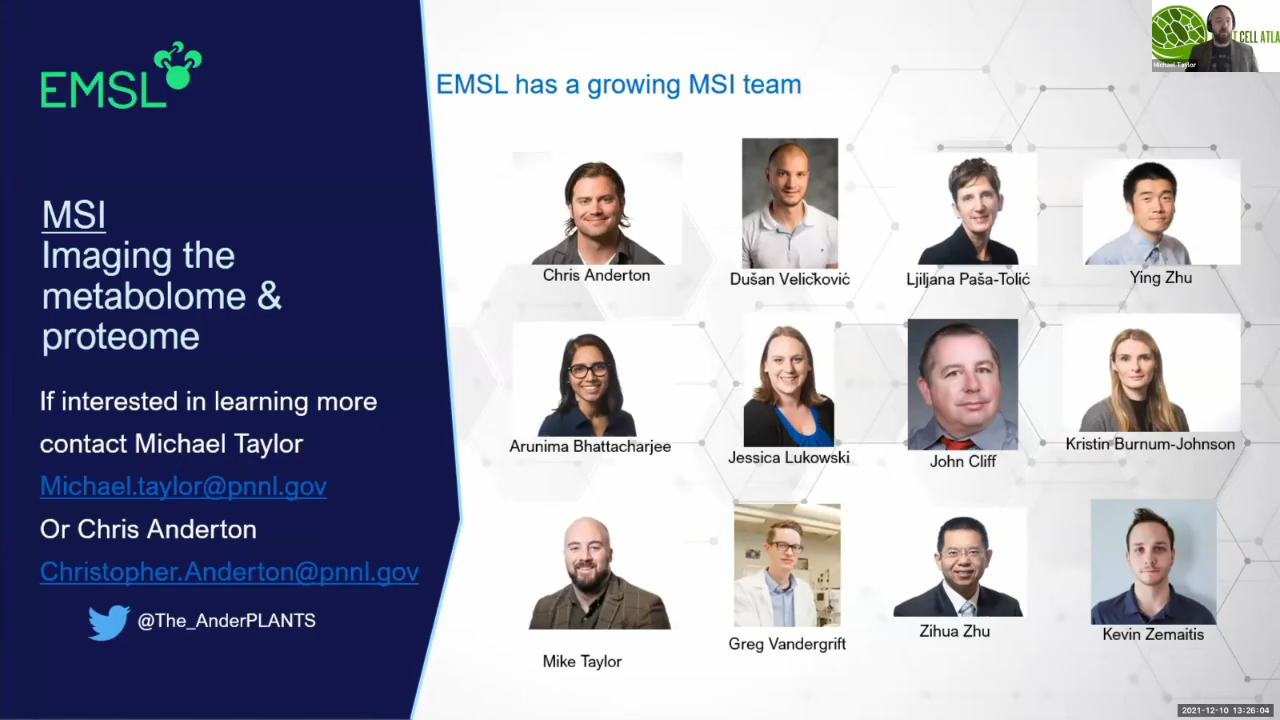 EMSL
MSI
Imaging the
metabolome &
proteome
If interested in learning more
contact Michael Taylor
Michael.taylor@pnnl.gov
Or Chris Anderton
Christopher.Anderton@pnnl.gov
@The_AnderPLANTS
EMSL has a growing MSI team
Chris Anderton
Dušan Veličković
Ljiljana Paša-Tolić
Ying Zhu
Arunima Bhattacharjee
Jessica Lukowski
John Cliff
Kristin Burnum-Johnson
Mike Taylor
Greg Vandergrift
Zihua Zhu
Kevin Zemaitis
CELL ATLA
Michael Taylor
2021-12-10 13:26:04